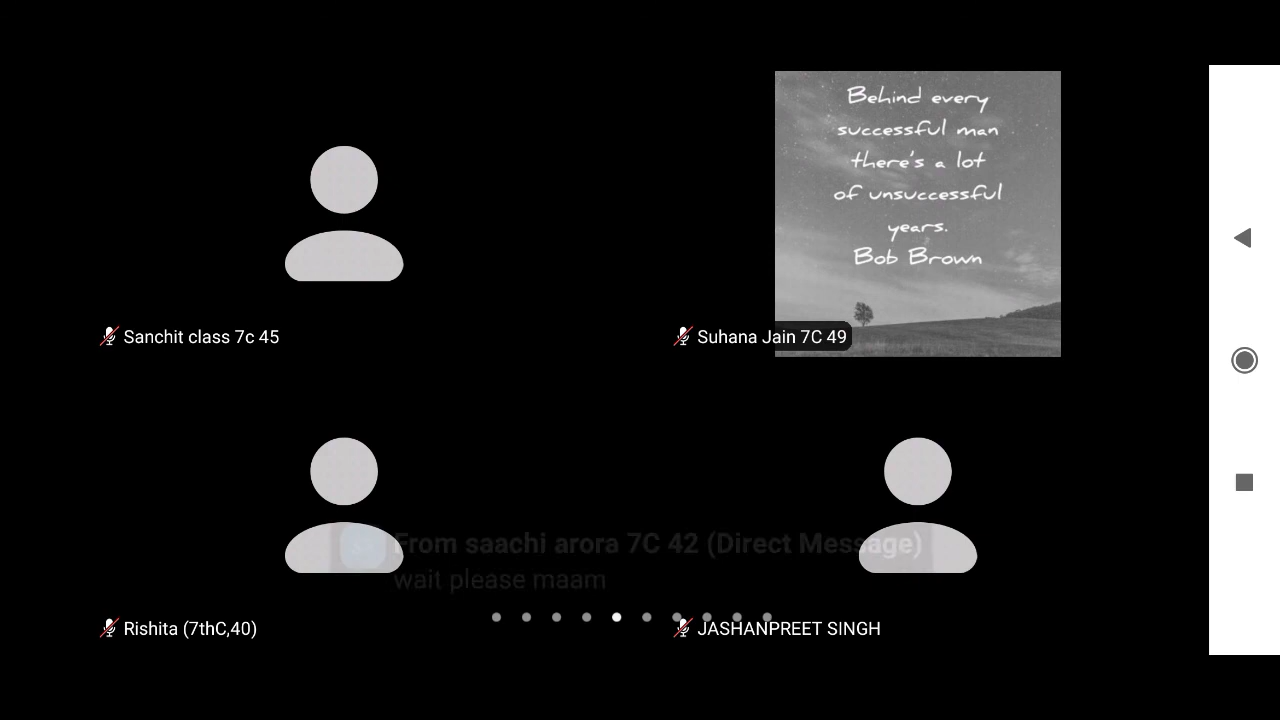 Behind every
successful man
there's a lot
of unsuccessful
years.
Bob Brown
Sanchit class 7c 45
Suhana Jain 7C 49
From saachi arora 7C 42 (Direct Message)
wait please maam
Rishita (7thC,40)
JASHANPREET SINGH